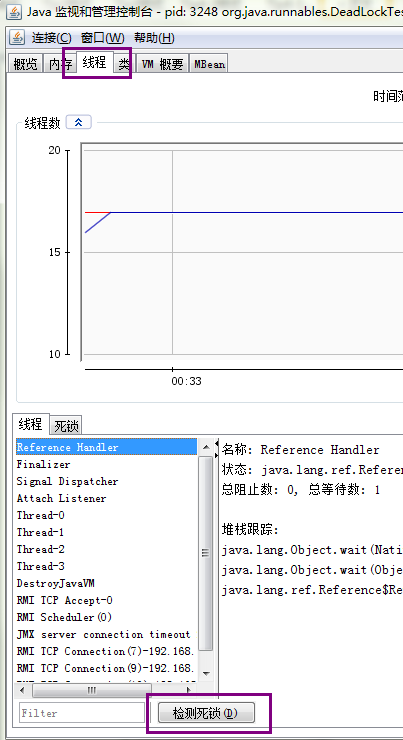 Java 监视和管理控制台 - pid: 3248 org.java.runnables.DeadLockTes
连接(C) 窗口(W) 帮助(H)
概览 内存 线程 类 VM 概要 MBean
时间范
线程数
20
15
10
00:33
线程 死锁
Reference Handler
Finalizer
Signal Dispatcher
Attach Listener
Thread-0
Thread-1
Thread-2
Thread-3
DestroyJavaVM
RMI TCP Accept-0
RMI Scheduler(0)
JMX server connection timeout
RMI TCP Connection(7)-192.168.
RMI TCP Connection(9)-192.168.
名称: Reference Handler
状态: java.lang.ref.Referen
总阻止数: 0, 总等待数: 1
堆栈跟踪:
java.lang.Object.wait(Nati
java.lang.Object.wait(Obje
java.lang.ref.Reference$Re
Filter
检测死锁(D)